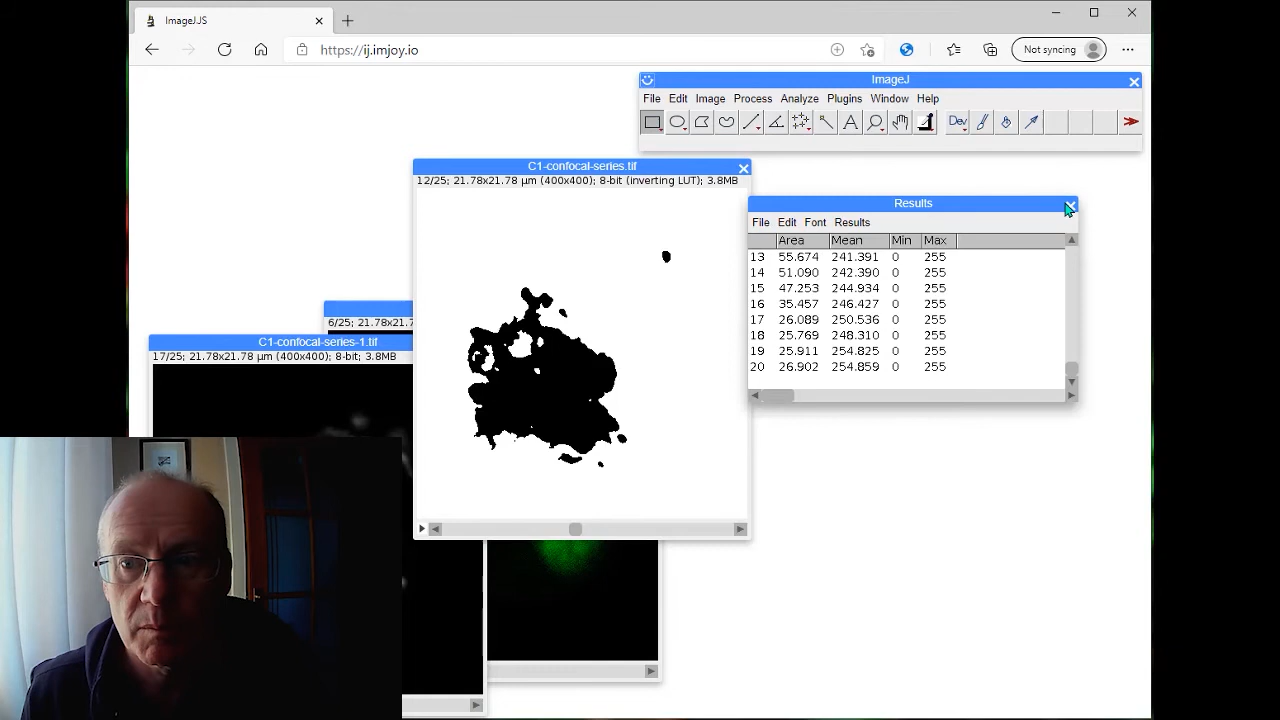 ImageJ.JS
https://ij.imjoy.io
Not syncing
ImageJ
File Edit Image Process Analyze Plugins Window Help
Dev
C1-confocal-series.tif
12/25; 21.78x21.78 µm (400x400); 8-bit (inverting LUT); 3.8MB
Results
File Edit Font Results
Area Mean Min Max
13 55.674 241.391 0 255
14 51.090 242.390 0 255
15 47.253 244.934 0 255
16 35.457 246.427 0 255
17 26.089 250.536 0 255
18 25.769 248.310 0 255
19 25.911 254.825 0 255
20 26.902 254.859 0 255
6/25; 21.78x21.7
C1-confocal-series-1.tif
17/25; 21.78x21.78 µm (400x400); 8-bit; 3.8MB